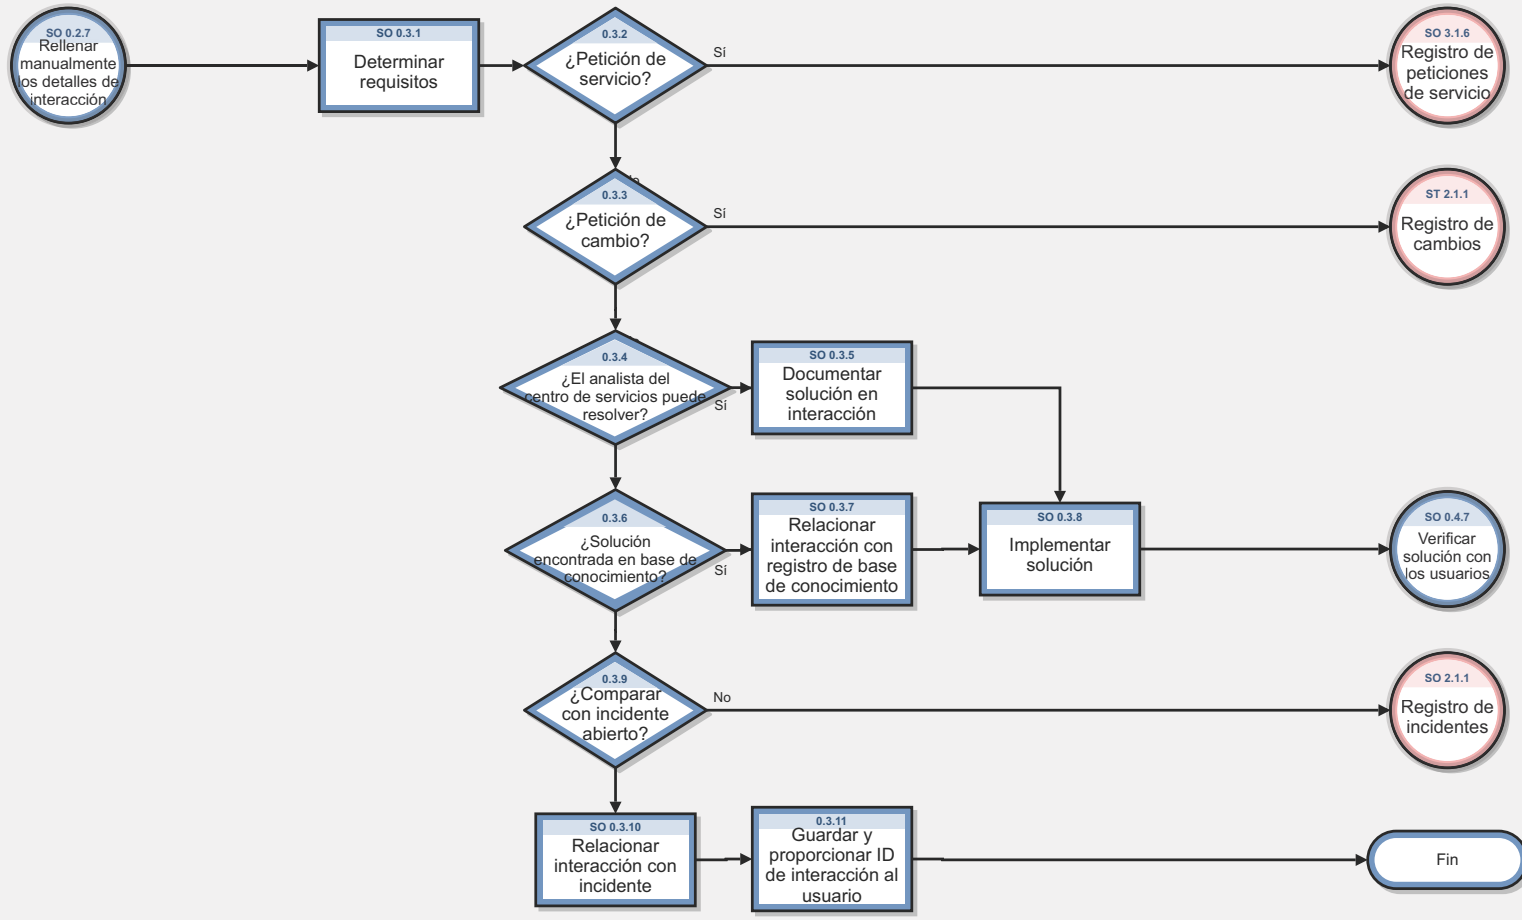 SO 0.2.7
Rellenar
manualmente
los detalles de
interacción
SO 0.3.1
Determinar
requisitos
0.3.2
¿Petición de
servicio?
Sí
SO 3.1.6
Registro de
peticiones
de servicio
0.3.3
¿Petición de
cambio?
Sí
ST 2.1.1
Registro de
cambios
0.3.4
¿El analista del
centro de servicios puede
resolver?
Sí
SO 0.3.5
Documentar
solución en
interacción
0.3.6
¿Solución
encontrada en base de
conocimiento?
Sí
SO 0.3.7
Relacionar
interacción con
registro de base
de conocimiento
SO 0.3.8
Implementar
solución
SO 0.4.7
Verificar
solución con
los usuarios
0.3.9
¿Comparar
con incidente
abierto?
No
SO 2.1.1
Registro de
incidentes
SO 0.3.10
Relacionar
interacción con
incidente
0.3.11
Guardar y
proporcionar ID
de interacción al
usuario
Fin